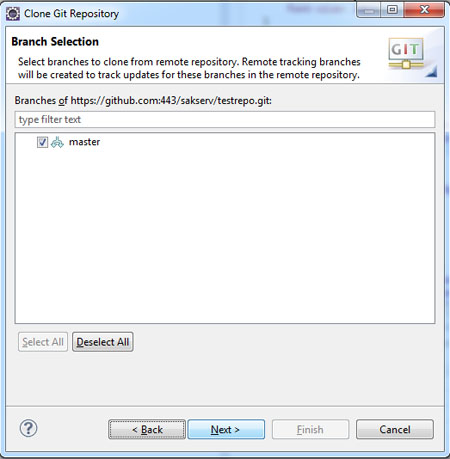 Clone Git Repository
Branch Selection
Select branches to clone from remote repository. Remote tracking branches
will be created to track updates for these branches in the remote repository.
GIT
Branches of https://github.com:443/sakserv/testrepo.git:
type filter text
master
Select All
Deselect All
?
< Back
Next >
Finish
Cancel